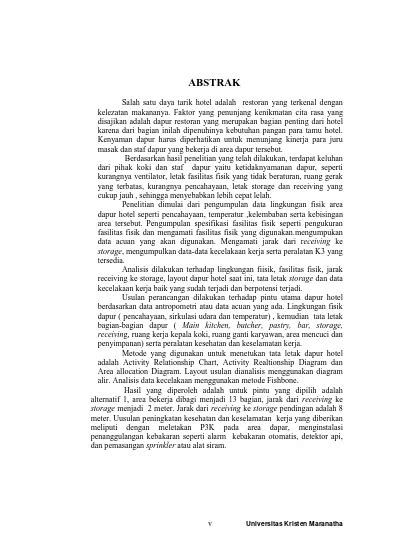 ABSTRAK
Salah satu daya tarik hotel adalah restoran yang terkenal dengan
kelezatan makananya. Faktor yang penunjang kenikmatan cita rasa yang
disajikan adalah dapur restoran yang merupakan bagian penting dari hotel
karena dari bagian inilah dipenuhinya kebutuhan pangan para tamu hotel.
Kenyaman dapur harus diperhatikan untuk menunjang kinerja para juru
masak dan staf dapur yang bekerja di area dapur tersebut.
Berdasarkan hasil penelitian yang telah dilakukan, terdapat keluhan
dari pihak koki dan staf dapur yaitu ketidaknyamanan dapur, seperti
kurangnya ventilator, letak fasilitas fisik yang tidak beraturan, ruang gerak
yang terbatas, kurangnya pencahayaan, letak storage dan receiving yang
cukup jauh , sehingga menyebabkan lebih cepat lelah.
Penelitian dimulai dari pengumpulan data lingkungan fisik area
dapur hotel seperti pencahayaan, temperatur ,kelembaban serta kebisingan
area tersebut. Pengumpulan spesifikasi fasilitas fisik seperti pengukuran
fasilitas fisik dan mengamati fasilitas fisik yang digunakan.mengumpukan
data acuan yang akan digunakan. Mengamati jarak dari receiving ke
storage, mengumpulkan data-data kecelakaan kerja serta peralatan K3 yang
tersedia.
Analisis dilakukan terhadap lingkungan fiisik, fasilitas fisik, jarak
receiving ke storage, layout dapur hotel saat ini, tata letak storage dan data
kecelakaan kerja baik yang sudah terjadi dan berpotensi terjadi.
Usulan perancangan dilakukan terhadap pintu utama dapur hotel
berdasarkan data antropometri atau data acuan yang ada. Lingkungan fisik
dapur ( pencahayaan, sirkulasi udara dan temperatur) , kemudian tata letak
bagian-bagian dapur ( Main kitchen, butcher, pastry, bar, storage,
receiving, ruang kerja kepala koki, ruang ganti karyawan, area mencuci dan
penyimpanan) serta peralatan kesehatan dan keselamatan kerja.
Metode yang digunakan untuk menetukan tata letak dapur hotel
adalah Activity Relationship Chart, Activity Realtionship Diagram dan
Area allocation Diagram. Layout usulan dianalisis menggunakan diagram
alir. Analisis data kecelakaan menggunakan metode Fishbone.
Hasil yang diperoleh adalah untuk pintu yang dipilih adalah
alternatif 1, area bekerja dibagi menjadi 13 bagian, jarak dari receiving ke
storage menjadi 2 meter. Jarak dari receiving ke storage pendingan adalah 8
meter. Uusulan peningkatan kesehatan dan keselamatan kerja yang diberikan
meliputi dengan meletakan P3K pada area dapar, menginstalasi
penanggulangan kebakaran seperti alarm kebakaran otomatis, detektor api,
dan pemasangan sprinkler atau alat siram.
v
Universitas Kristen Maranatha